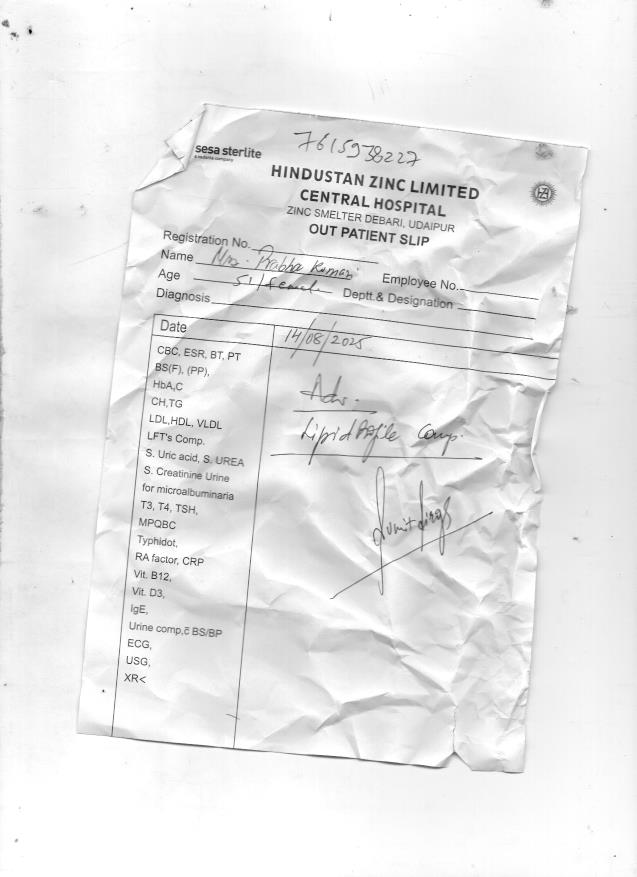 7615938227
sesa sterlite
a vedanta company
HINDUSTAN ZINC LIMITED
CENTRAL HOSPITAL
ZINC SMELTER DEBARI, UDAIPUR
OUT PATIENT SLIP
Registration No.
Name Mrs. Prabha Kumari Employee No.
Age 51/female Deptt.& Designation
Diagnosis
Date 14/08/2025
CBC, ESR, BT, PT
BS(F), (PP),
HbA,C
CH,TG
LDL,HDL, VLDL
LFT's Comp.
S. Uric acid, S. UREA
S. Creatinine Urine
for microalbuminaria
T3, T4, TSH,
MPQBC
Typhidot,
RA factor, CRP
Vit. B12,
Vit. D3,
IgE,
Urine comp,c̄ BS/BP
ECG,
USG,
XR<
Adv.
Lipid Profile Comp.